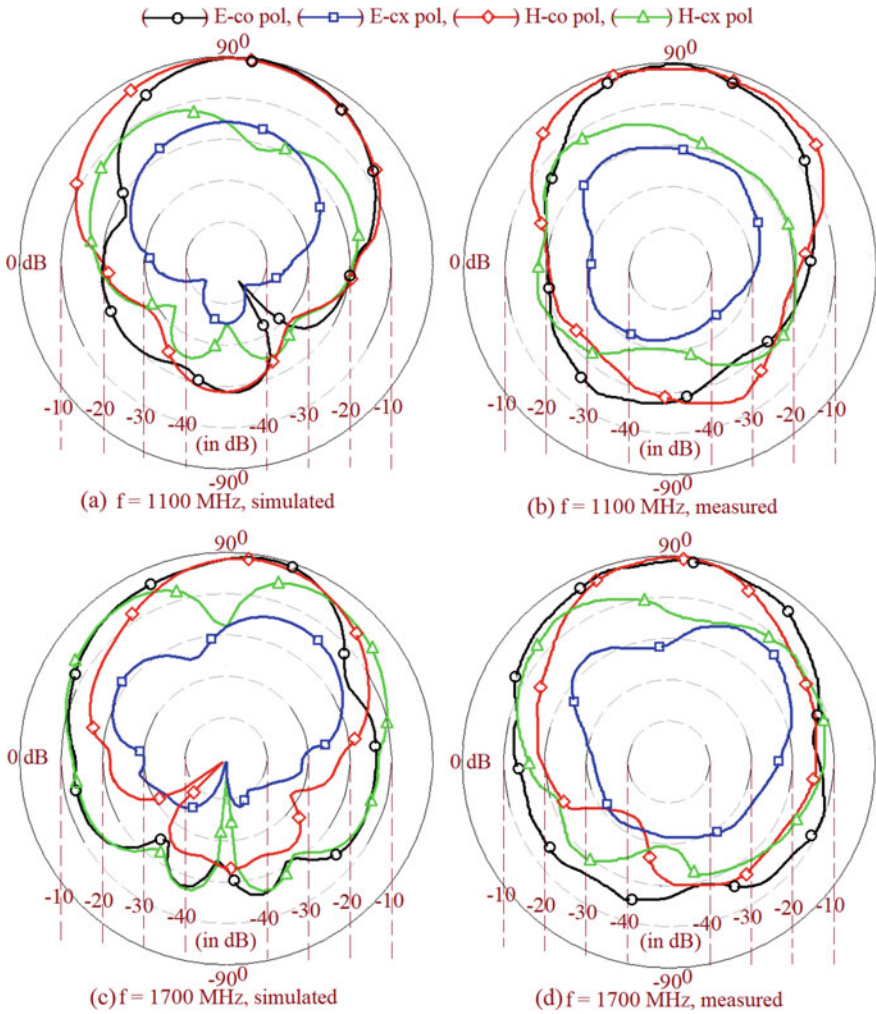 (—○—) E-co pol, (—□—) E-cx pol, (—◇—) H-co pol, (—△—) H-cx pol
90⁰ 90⁰
0 dB 0 dB
-10 -20 -30 -40 -40 -30 -20 -10 -10 -20 -30 -40 -40 -30 -20 -10
(in dB) (in dB)
-90⁰ -90⁰
(a) f = 1100 MHz, simulated (b) f = 1100 MHz, measured
90⁰ 90⁰
0 dB 0 dB
-10 -20 -30 -40 -40 -30 -20 -10 -10 -20 -30 -40 -40 -30 -20 -10
(in dB) (in dB)
-90⁰ -90⁰
(c) f = 1700 MHz, simulated (d) f = 1700 MHz, measured